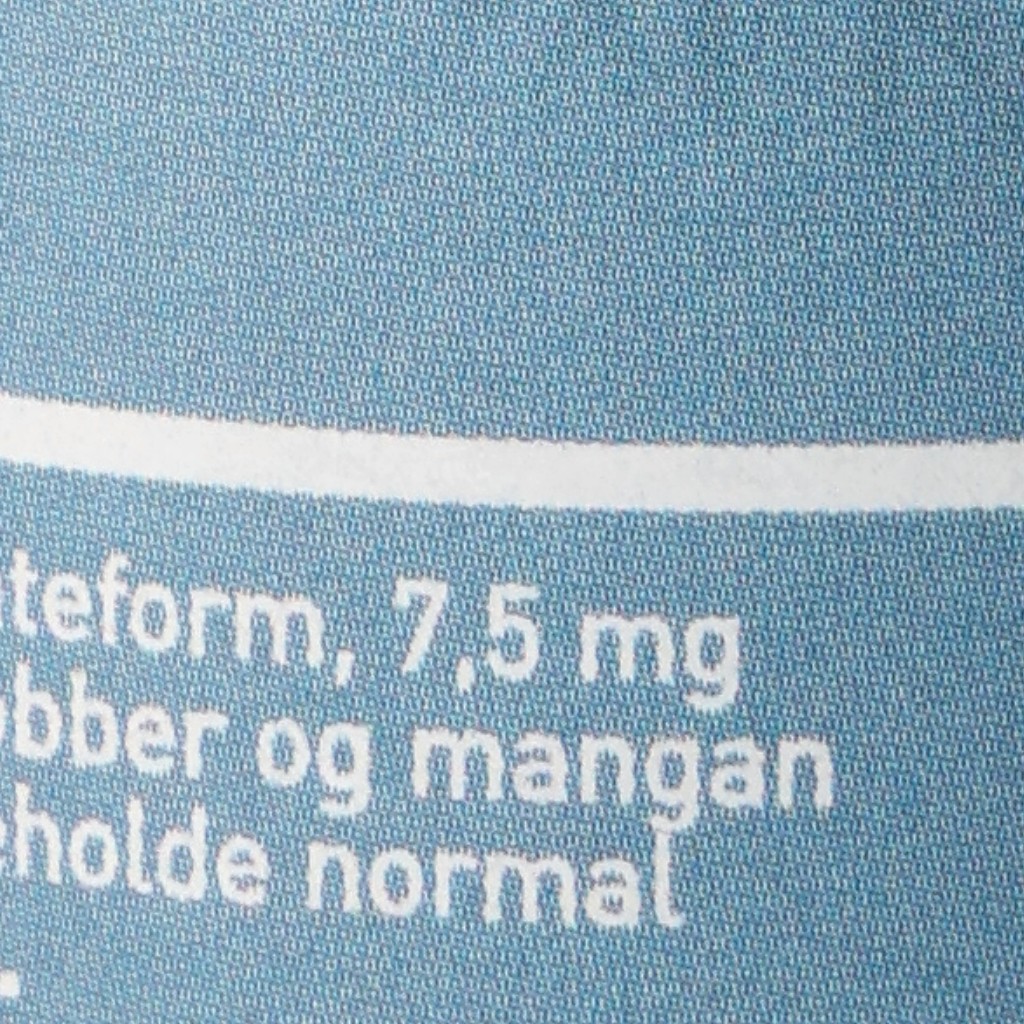 teform, 7,5 mg
bber og mangan
holde normal
.